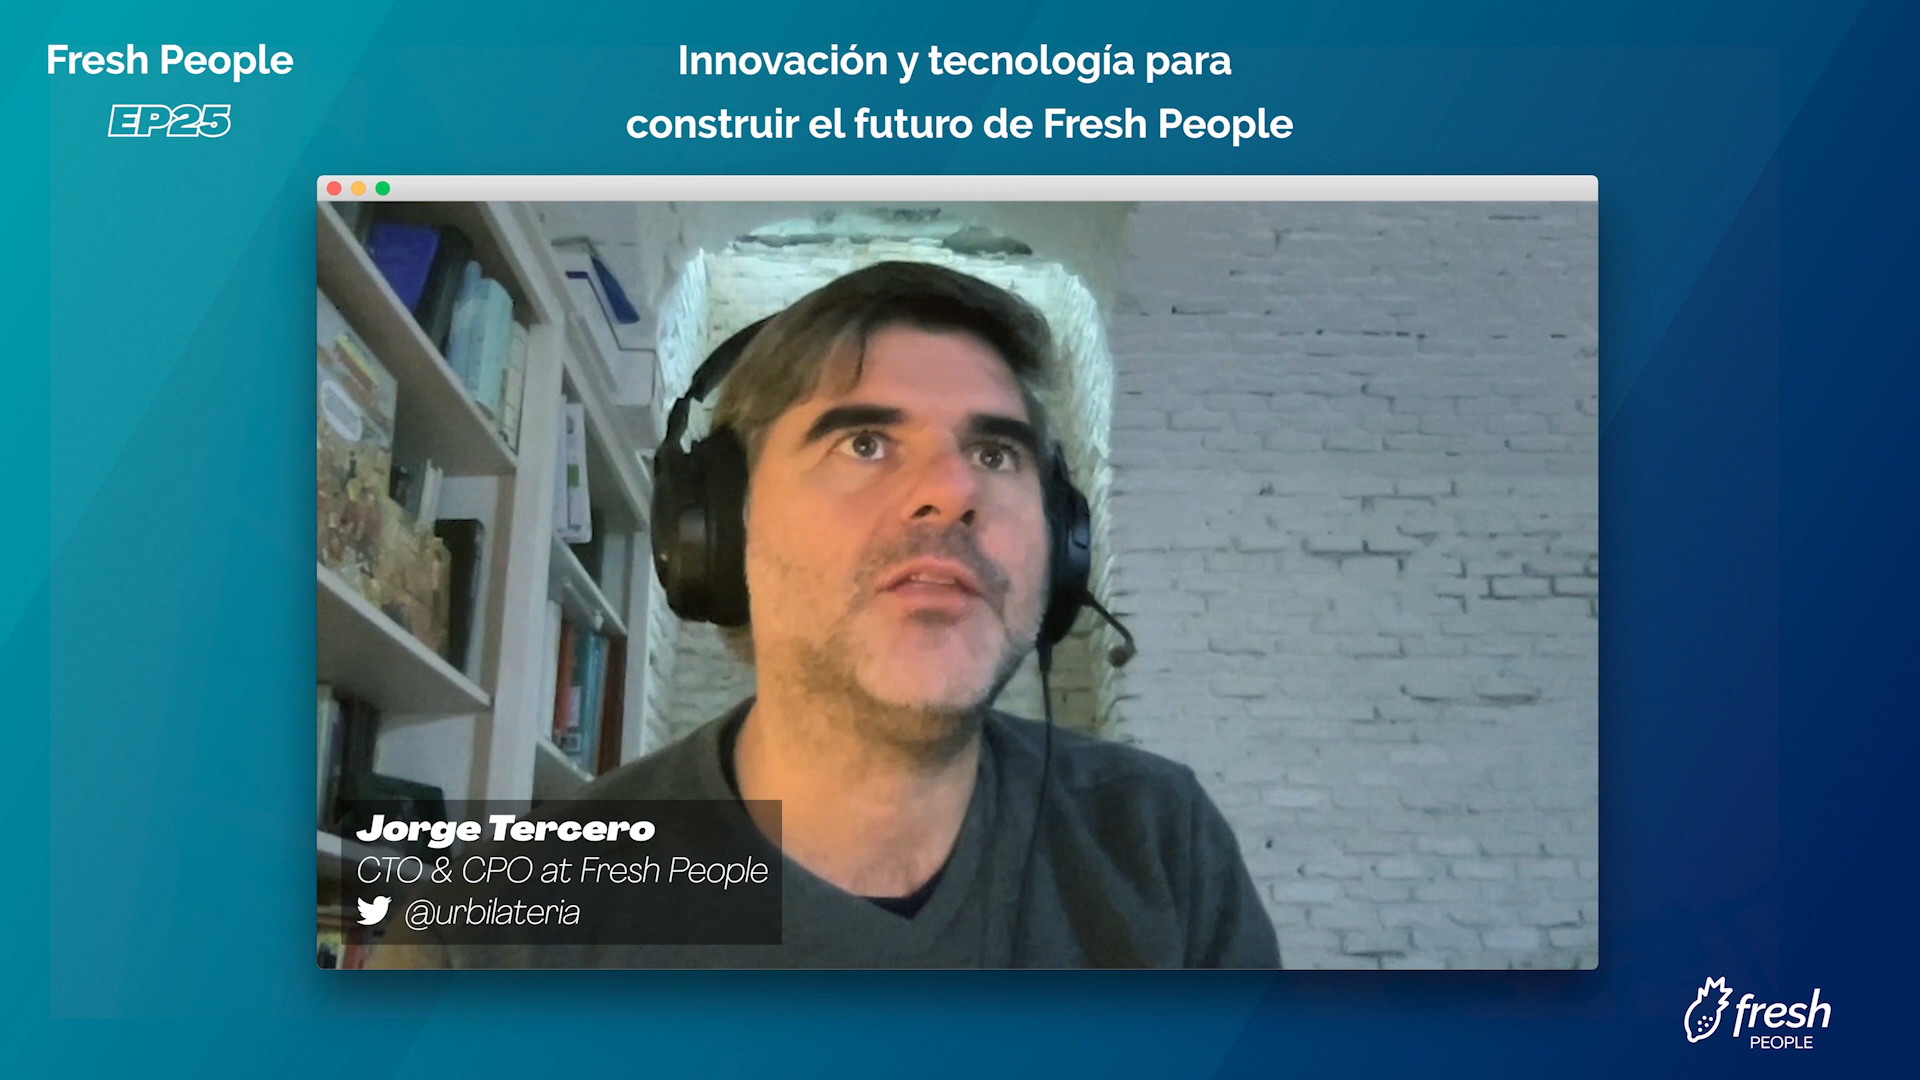 Fresh People
EP25
Innovación y tecnología para
construir el futuro de Fresh People
Jorge Tercero
CTO & CPO at Fresh People
@urbilateria
fresh
PEOPLE